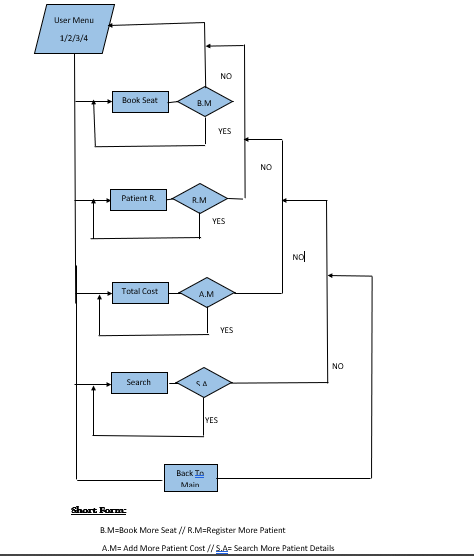 User Menu
1/2/3/4
NO
Book Seat
B.M
YES
NO
Patient R.
R.M
YES
NO
Total Cost
A.M
YES
NO
Search
S.A
YES
Back To
Main
Short Form:
B.M=Book More Seat // R.M=Register More Patient
A.M= Add More Patient Cost // S.A= Search More Patient Details